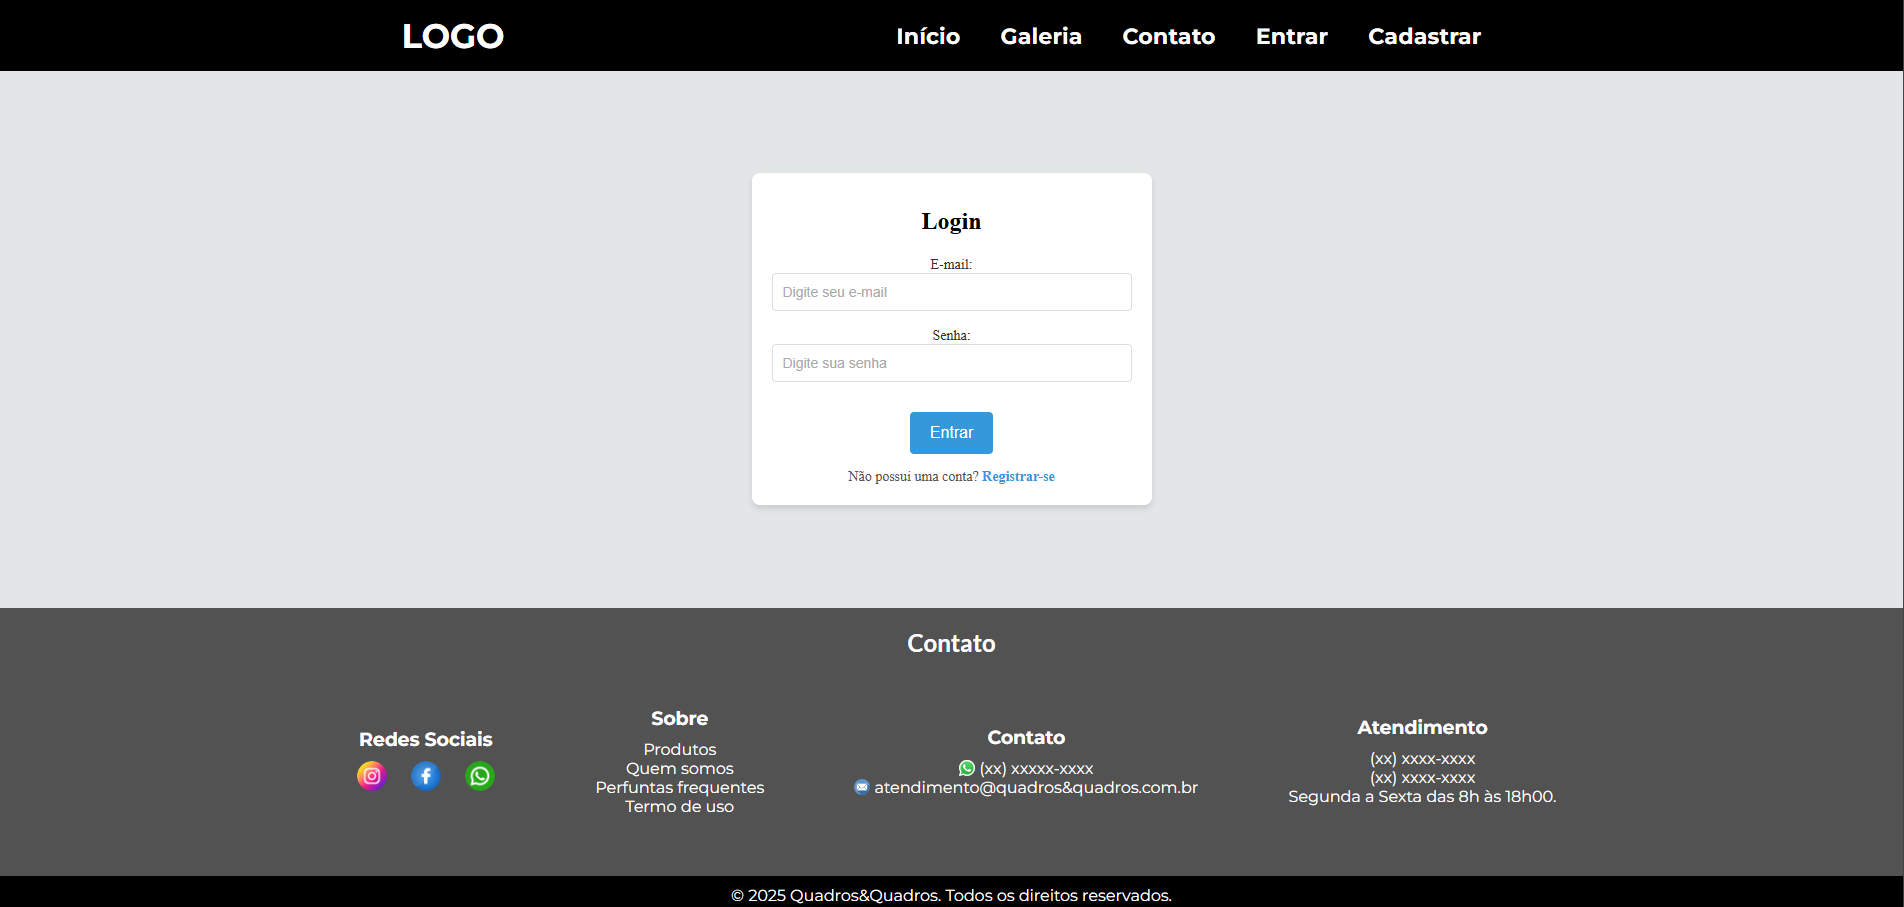 LOGO
Início Galeria Contato Entrar Cadastrar
Login
E-mail:
Digite seu e-mail
Senha:
Digite sua senha
Entrar
Não possui uma conta? Registrar-se
Contato
Redes Sociais
Sobre
Produtos
Quem somos
Perfuntas frequentes
Termo de uso
Contato
(xx) xxxxx-xxxx
atendimento@quadros&quadros.com.br
Atendimento
(xx) xxxx-xxxx
(xx) xxxx-xxxx
Segunda a Sexta das 8h às 18h00.
© 2025 Quadros&Quadros. Todos os direitos reservados.